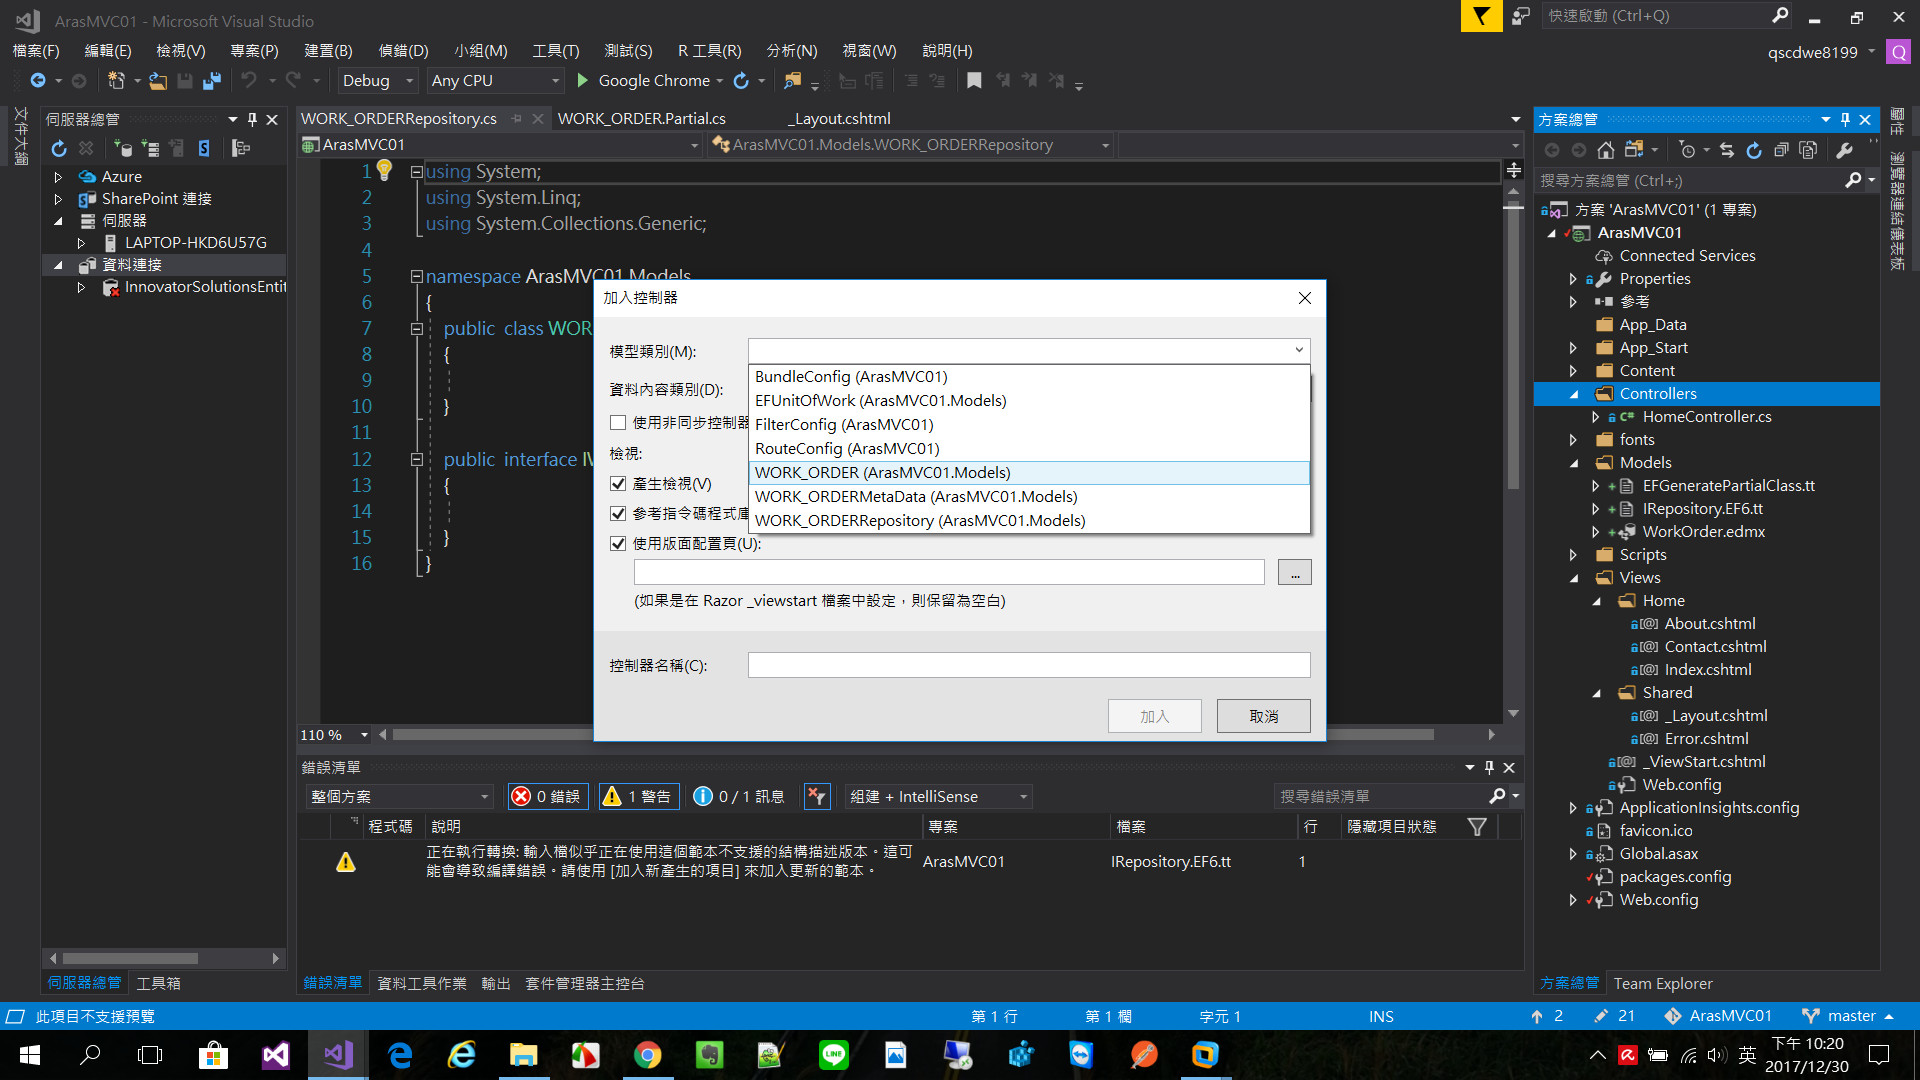 ArasMVC01 - Microsoft Visual Studio
快速啟動 (Ctrl+Q)
檔案(F) 編輯(E) 檢視(V) 專案(P) 建置(B) 偵錯(D) 小組(M) 工具(T) 測試(S) R 工具(R) 分析(N) 視窗(W) 說明(H)
qscdwe8199
Q
Debug Any CPU Google Chrome
文件大綱
伺服器總管
Azure
SharePoint 連接
伺服器
LAPTOP-HKD6U57G
資料連接
InnovatorSolutionsEntit
伺服器總管 工具箱
WORK_ORDERRepository.cs WORK_ORDER.Partial.cs _Layout.cshtml
ArasMVC01 ArasMVC01.Models.WORK_ORDERRepository
1 using System;
2 using System.Linq;
3 using System.Collections.Generic;
4
5 namespace ArasMVC01.Models
6 {
7 public class WOR
8 {
9
10 }
11
12 public interface IW
13 {
14
15 }
16 }
110 %
加入控制器
模型類別(M):
BundleConfig (ArasMVC01)
EFUnitOfWork (ArasMVC01.Models)
FilterConfig (ArasMVC01)
RouteConfig (ArasMVC01)
WORK_ORDER (ArasMVC01.Models)
WORK_ORDERMetaData (ArasMVC01.Models)
WORK_ORDERRepository (ArasMVC01.Models)
資料內容類別(D):
使用非同步控制器
檢視:
產生檢視(V)
參考指令碼程式庫
使用版面配置頁(U):
...
(如果是在 Razor _viewstart 檔案中設定，則保留為空白)
控制器名稱(C):
加入 取消
錯誤清單
整個方案 0 錯誤 1 警告 0 / 1 訊息 組建 + IntelliSense 搜尋錯誤清單
程式碼 說明 專案 檔案 行 隱藏項目狀態
正在執行轉換: 輸入檔似乎正在使用這個範本不支援的結構描述版本。這可
能會導致編譯錯誤。請使用 [加入新產生的項目] 來加入更新的範本。
ArasMVC01 IRepository.EF6.tt 1
錯誤清單 資料工具作業 輸出 套件管理器主控台
方案總管
搜尋方案總管 (Ctrl+;)
方案 'ArasMVC01' (1 專案)
ArasMVC01
Connected Services
Properties
參考
App_Data
App_Start
Content
Controllers
C# HomeController.cs
fonts
Models
EFGeneratePartialClass.tt
IRepository.EF6.tt
WorkOrder.edmx
Scripts
Views
Home
[@] About.cshtml
[@] Contact.cshtml
[@] Index.cshtml
Shared
[@] _Layout.cshtml
[@] Error.cshtml
[@] _ViewStart.cshtml
Web.config
ApplicationInsights.config
favicon.ico
Global.asax
packages.config
Web.config
方案總管 Team Explorer
屬性
瀏覽器連結儀表板
此項目不支援預覽 第 1 行 第 1 欄 字元 1 INS 2 21 ArasMVC01 master
LINE
英
下午 10:20
2017/12/30